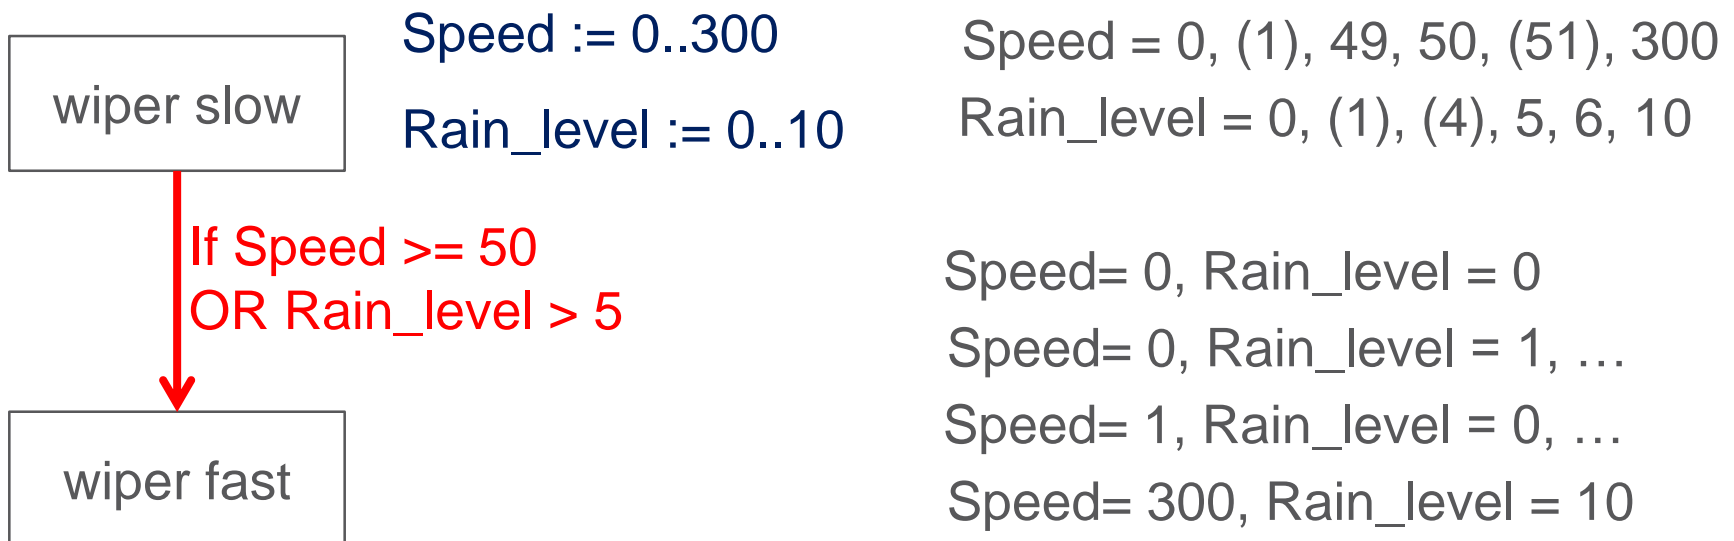 wiper slow
Speed := 0..300
Rain_level := 0..10
Speed = 0, (1), 49, 50, (51), 300
Rain_level = 0, (1), (4), 5, 6, 10
If Speed >= 50
OR Rain_level > 5
wiper fast
Speed= 0, Rain_level = 0
Speed= 0, Rain_level = 1, …
Speed= 1, Rain_level = 0, …
Speed= 300, Rain_level = 10